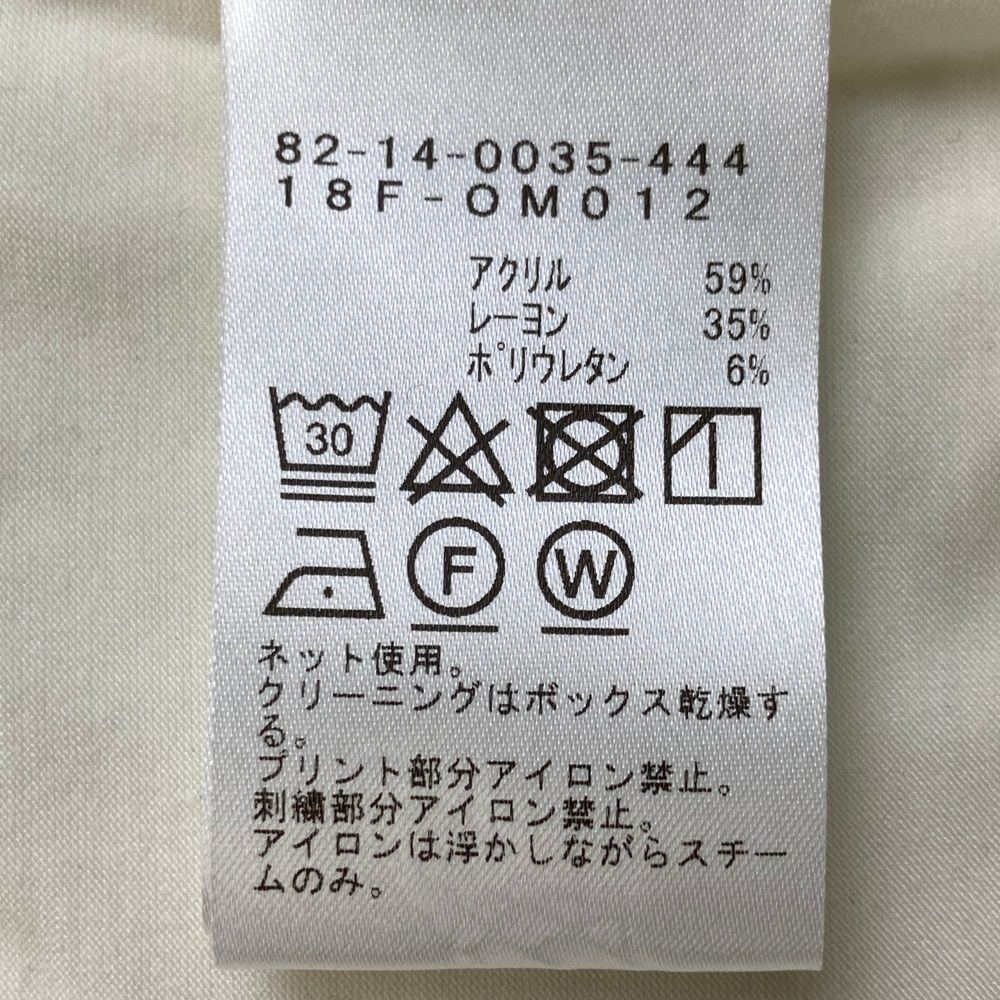 82-14-0035-444
18F-OM012
アクリル 59%
レーヨン 35%
ポリウレタン 6%
30
F W
ネット使用。
クリーニングはボックス乾燥す
る。
プリント部分アイロン禁止。
刺繍部分アイロン禁止。
アイロンは浮かしながらスチー
ムのみ。